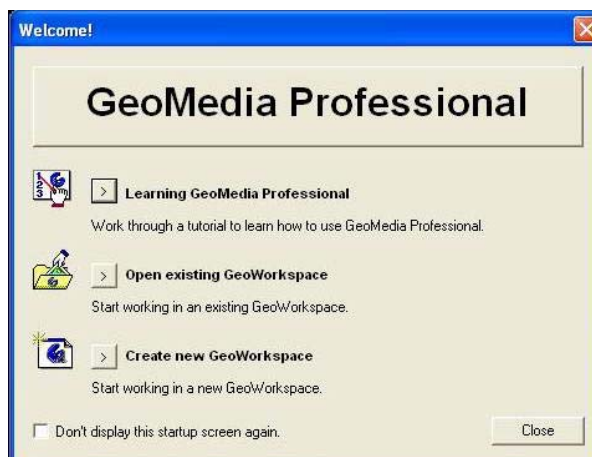 Welcome!
GeoMedia Professional
> Learning GeoMedia Professional
Work through a tutorial to learn how to use GeoMedia Professional.
> Open existing GeoWorkspace
Start working in an existing GeoWorkspace.
> Create new GeoWorkspace
Start working in a new GeoWorkspace.
Don't display this startup screen again.
Close